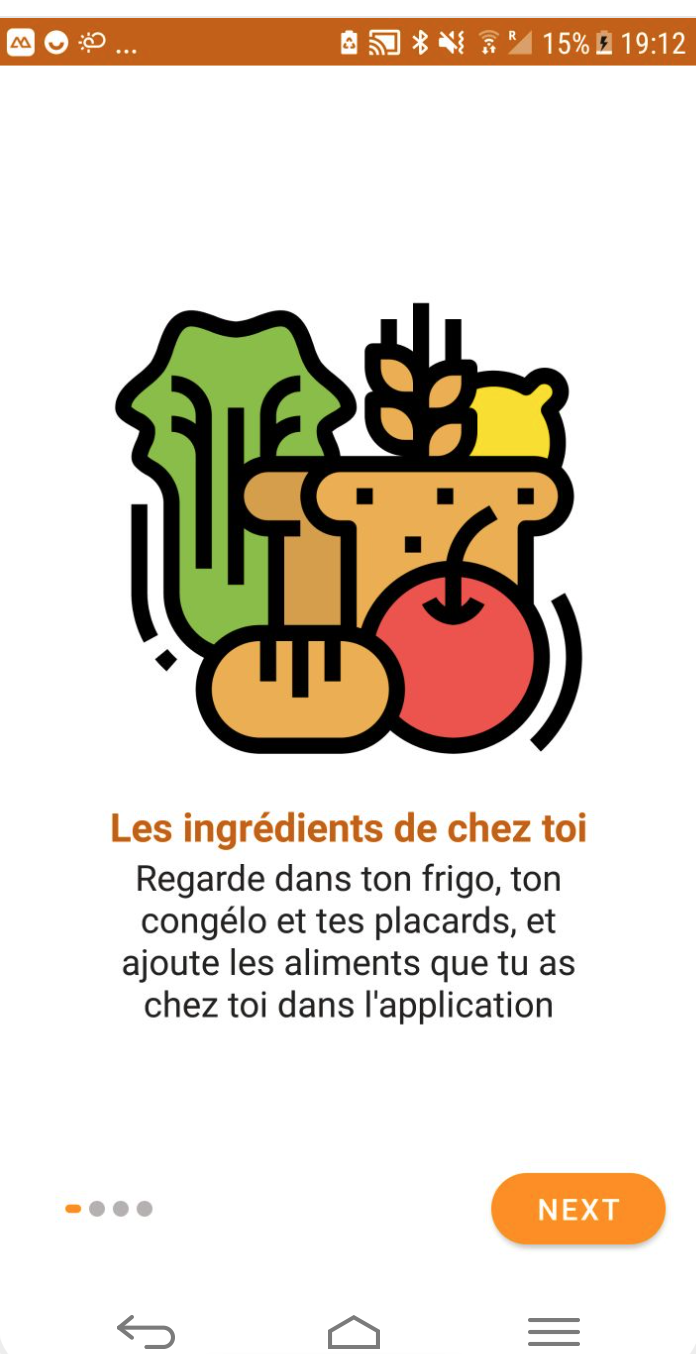 ... R 15% 19:12
Les ingrédients de chez toi
Regarde dans ton frigo, ton
congélo et tes placards, et
ajoute les aliments que tu as
chez toi dans l'application
NEXT